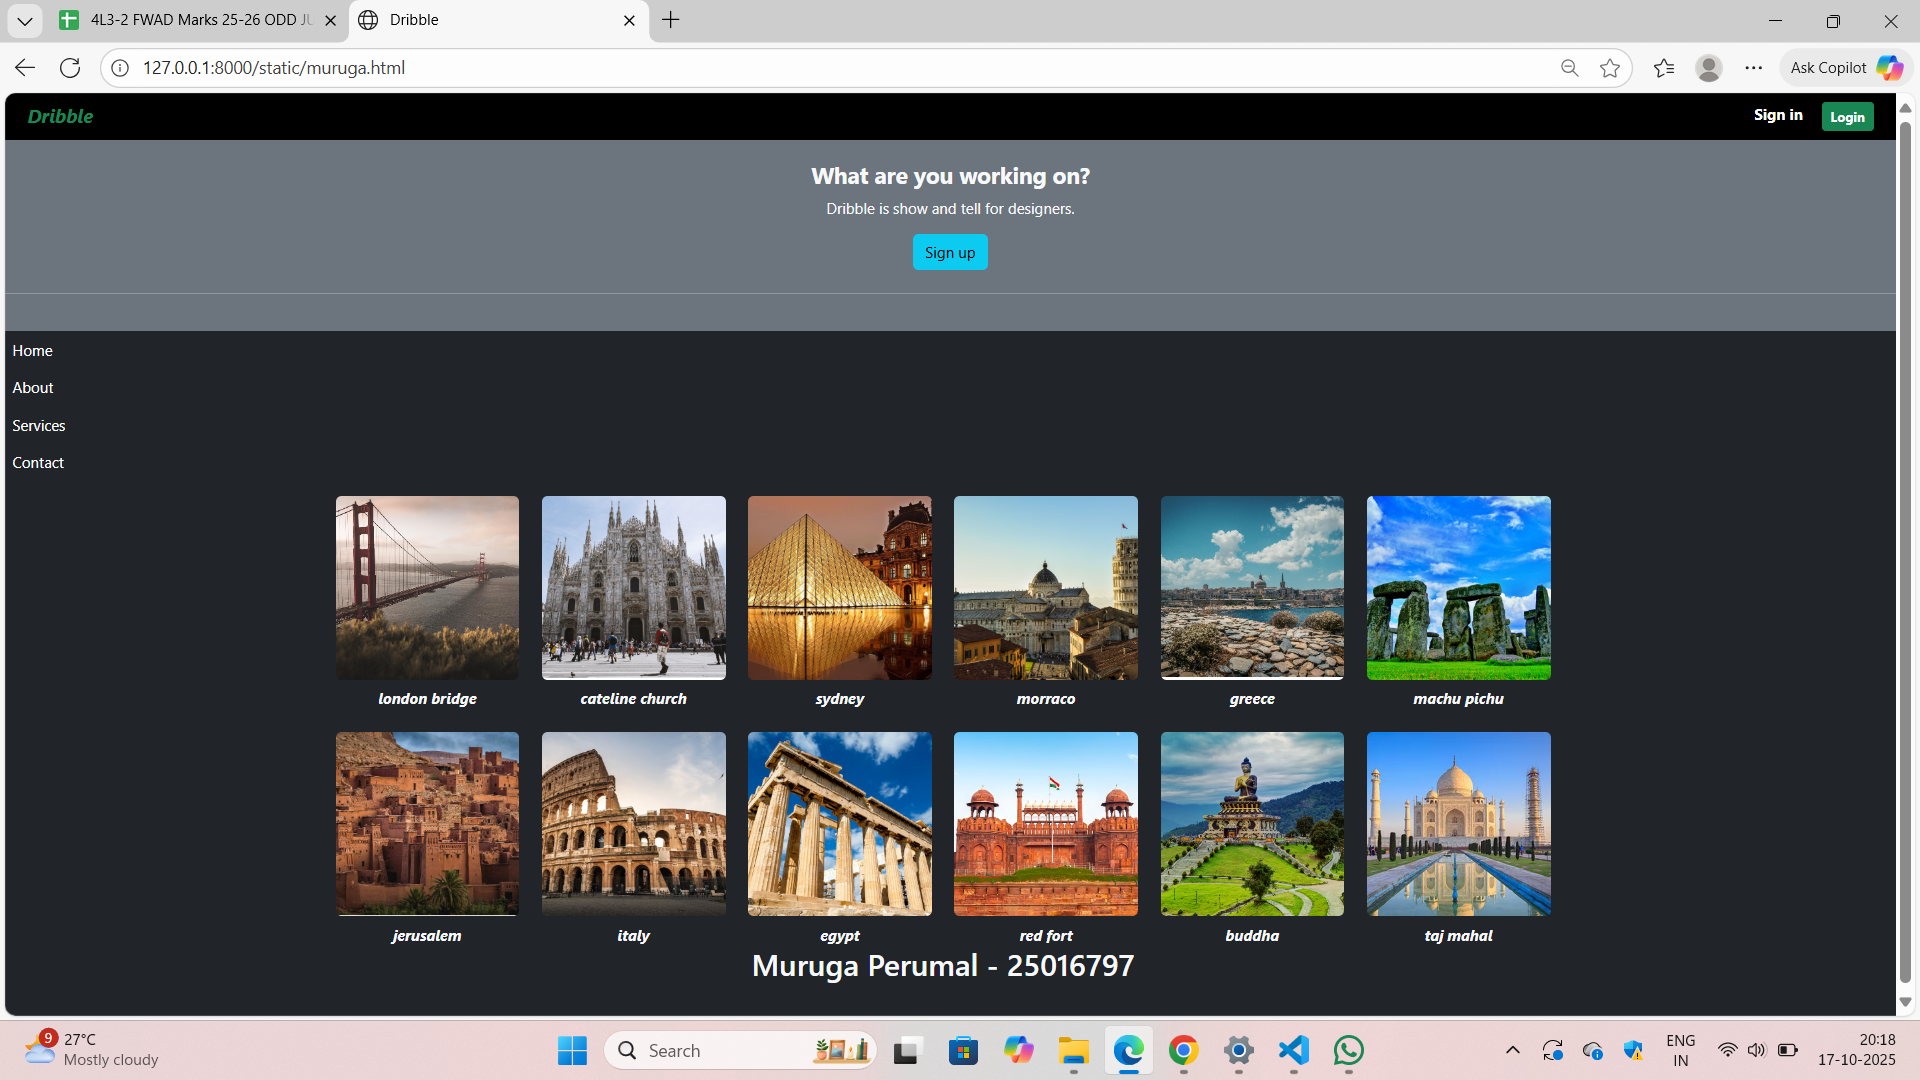 4L3-2 FWAD Marks 25-26 ODD JU
Dribble
127.0.0.1:8000/static/muruga.html
Ask Copilot
Dribble
Sign in
Login
What are you working on?
Dribble is show and tell for designers.
Sign up
Home
About
Services
Contact
london bridge
cateline church
sydney
morraco
greece
machu pichu
jerusalem
italy
egypt
red fort
buddha
taj mahal
Muruga Perumal - 25016797
9
27°C
Mostly cloudy
Search
ENG
IN
20:18
17-10-2025